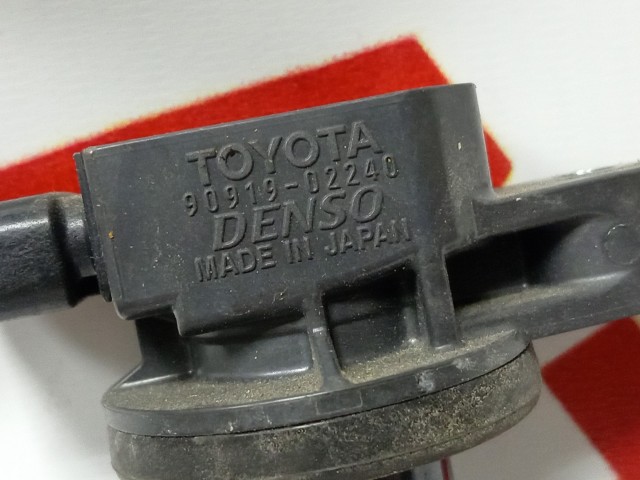 TOYOTA
90919-02240
DENSO
MADE IN JAPAN